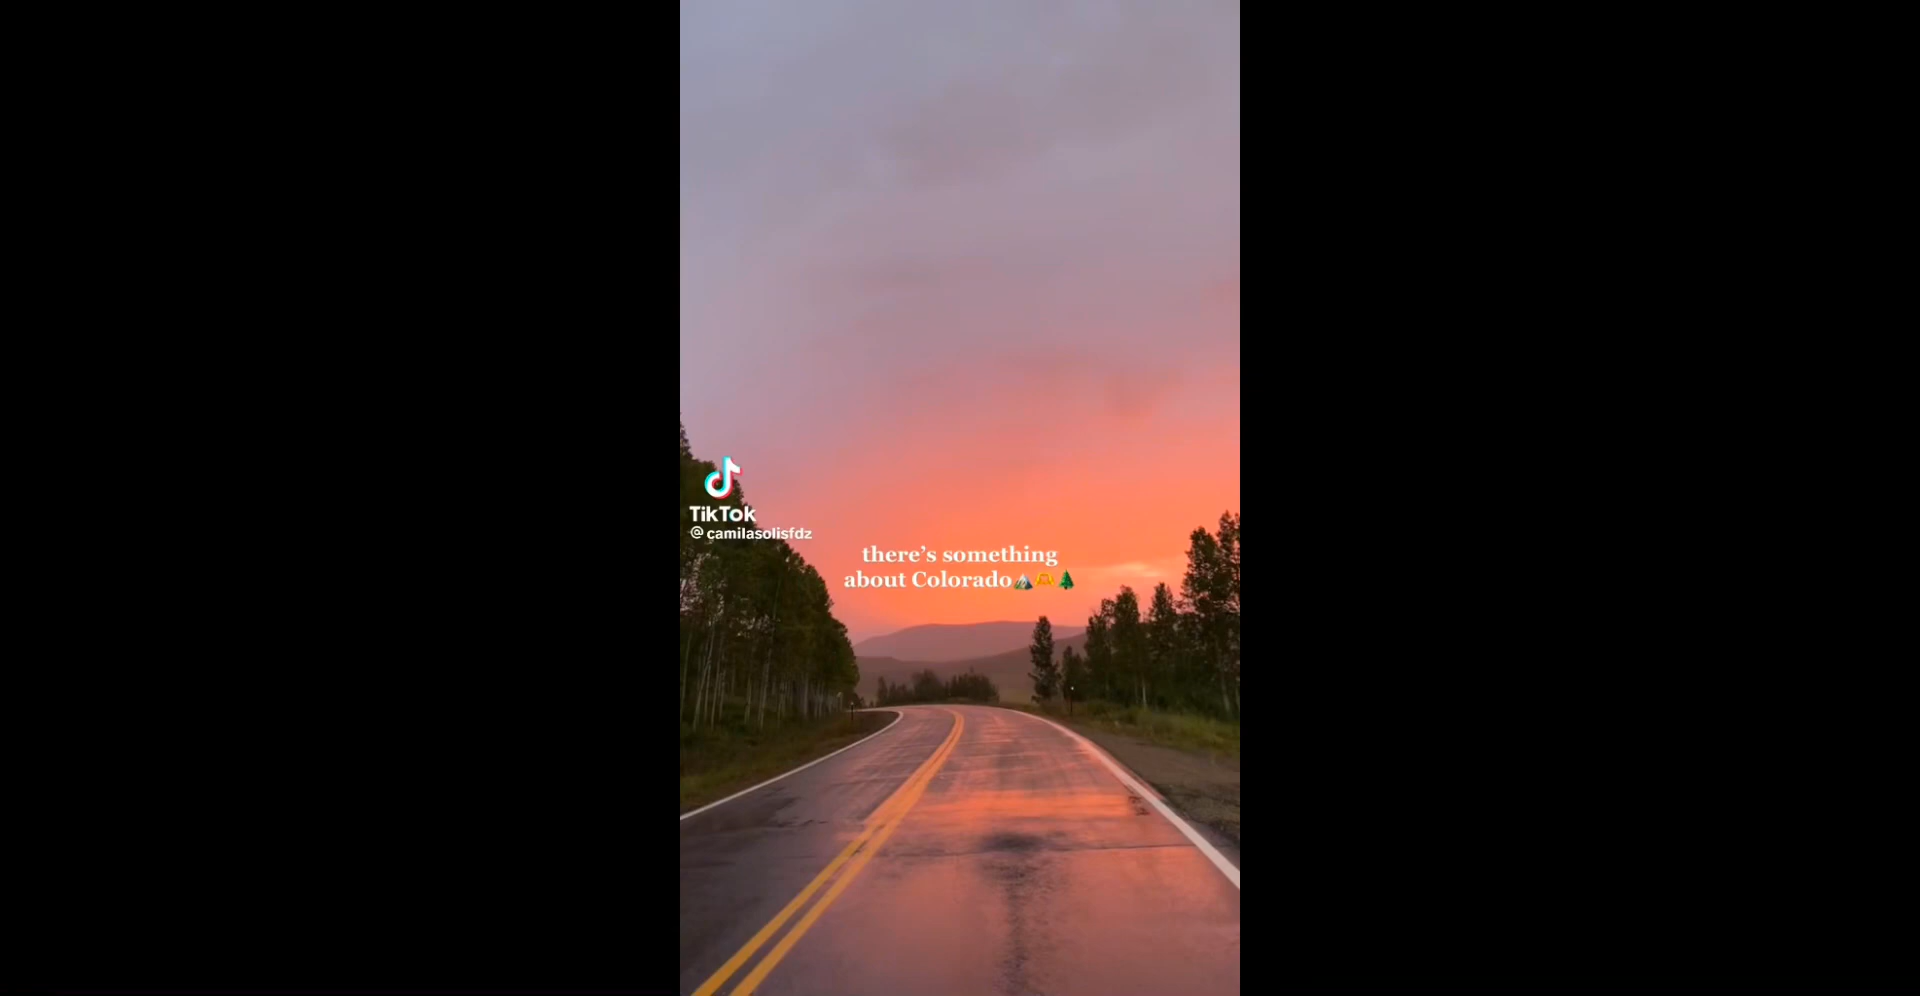 TikTok
@camilasolisfdz
there's something
about Colorado🏔️🫶🌲